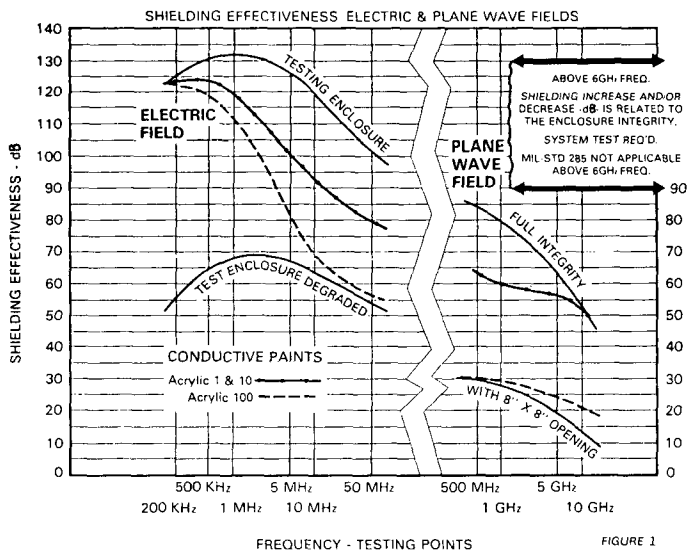 SHIELDING EFFECTIVENESS ELECTRIC & PLANE WAVE FIELDS
SHIELDING EFFECTIVENESS - dB
140
130
120
110
100
90
80
70
60
50
40
30
20
10
0
TESTING ENCLOSURE
ELECTRIC
FIELD
TEST ENCLOSURE DEGRADED
CONDUCTIVE PAINTS
Acrylic 1 & 10
Acrylic 100
PLANE
WAVE
FIELD
ABOVE 6GHz FREQ.
SHIELDING INCREASE AND/OR
DECREASE -dB- IS RELATED TO
THE ENCLOSURE INTEGRITY.
SYSTEM TEST REQ'D.
MIL-STD 285 NOT APPLICABLE
ABOVE 6GHz FREQ.
FULL INTEGRITY
WITH 8" X 8" OPENING
90
80
70
60
50
40
30
20
10
0
500 KHz 5 MHz 50 MHz 500 MHz 5 GHz
200 KHz 1 MHz 10 MHz 1 GHz 10 GHz
FREQUENCY - TESTING POINTS
FIGURE 1